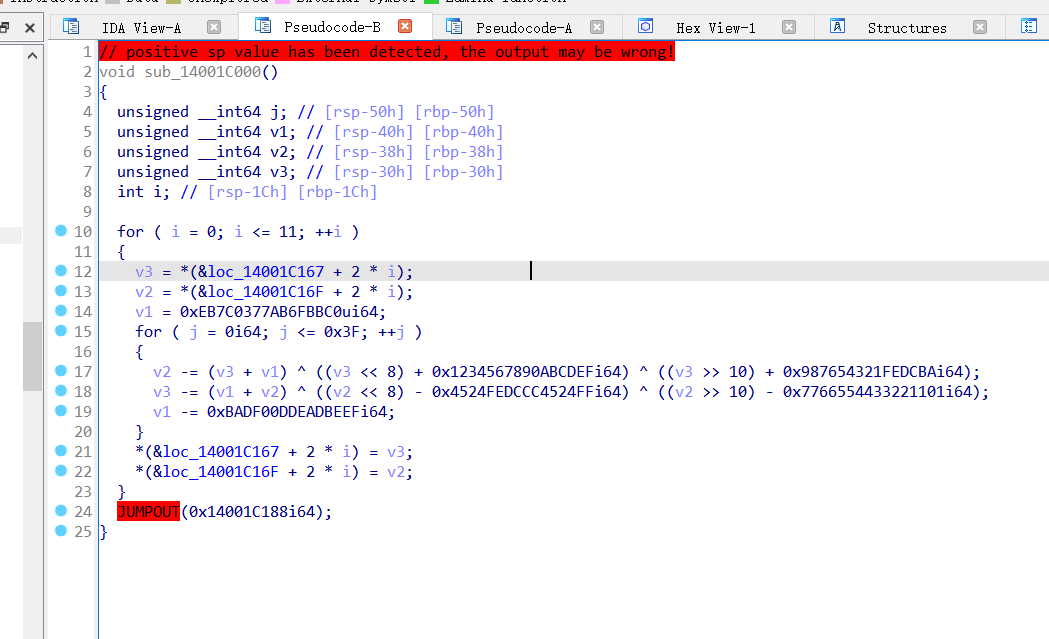 IDA View-A Pseudocode-B Pseudocode-A Hex View-1 Structures
1 // positive sp value has been detected, the output may be wrong!
2 void sub_14001C000()
3 {
4 unsigned __int64 j; // [rsp-50h] [rbp-50h]
5 unsigned __int64 v1; // [rsp-40h] [rbp-40h]
6 unsigned __int64 v2; // [rsp-38h] [rbp-38h]
7 unsigned __int64 v3; // [rsp-30h] [rbp-30h]
8 int i; // [rsp-1Ch] [rbp-1Ch]
9
10 for ( i = 0; i <= 11; ++i )
11 {
12 v3 = *(&loc_14001C167 + 2 * i);
13 v2 = *(&loc_14001C16F + 2 * i);
14 v1 = 0xEB7C0377AB6FBBC0ui64;
15 for ( j = 0i64; j <= 0x3F; ++j )
16 {
17 v2 -= (v3 + v1) ^ ((v3 << 8) + 0x1234567890ABCDEFi64) ^ ((v3 >> 10) + 0x987654321FEDCBAi64);
18 v3 -= (v1 + v2) ^ ((v2 << 8) - 0x4524FEDCCC4524FFi64) ^ ((v2 >> 10) - 0x7766554433221101i64);
19 v1 -= 0xBADF00DDEADBEEFi64;
20 }
21 *(&loc_14001C167 + 2 * i) = v3;
22 *(&loc_14001C16F + 2 * i) = v2;
23 }
24 JUMPOUT(0x14001C188i64);
25 }